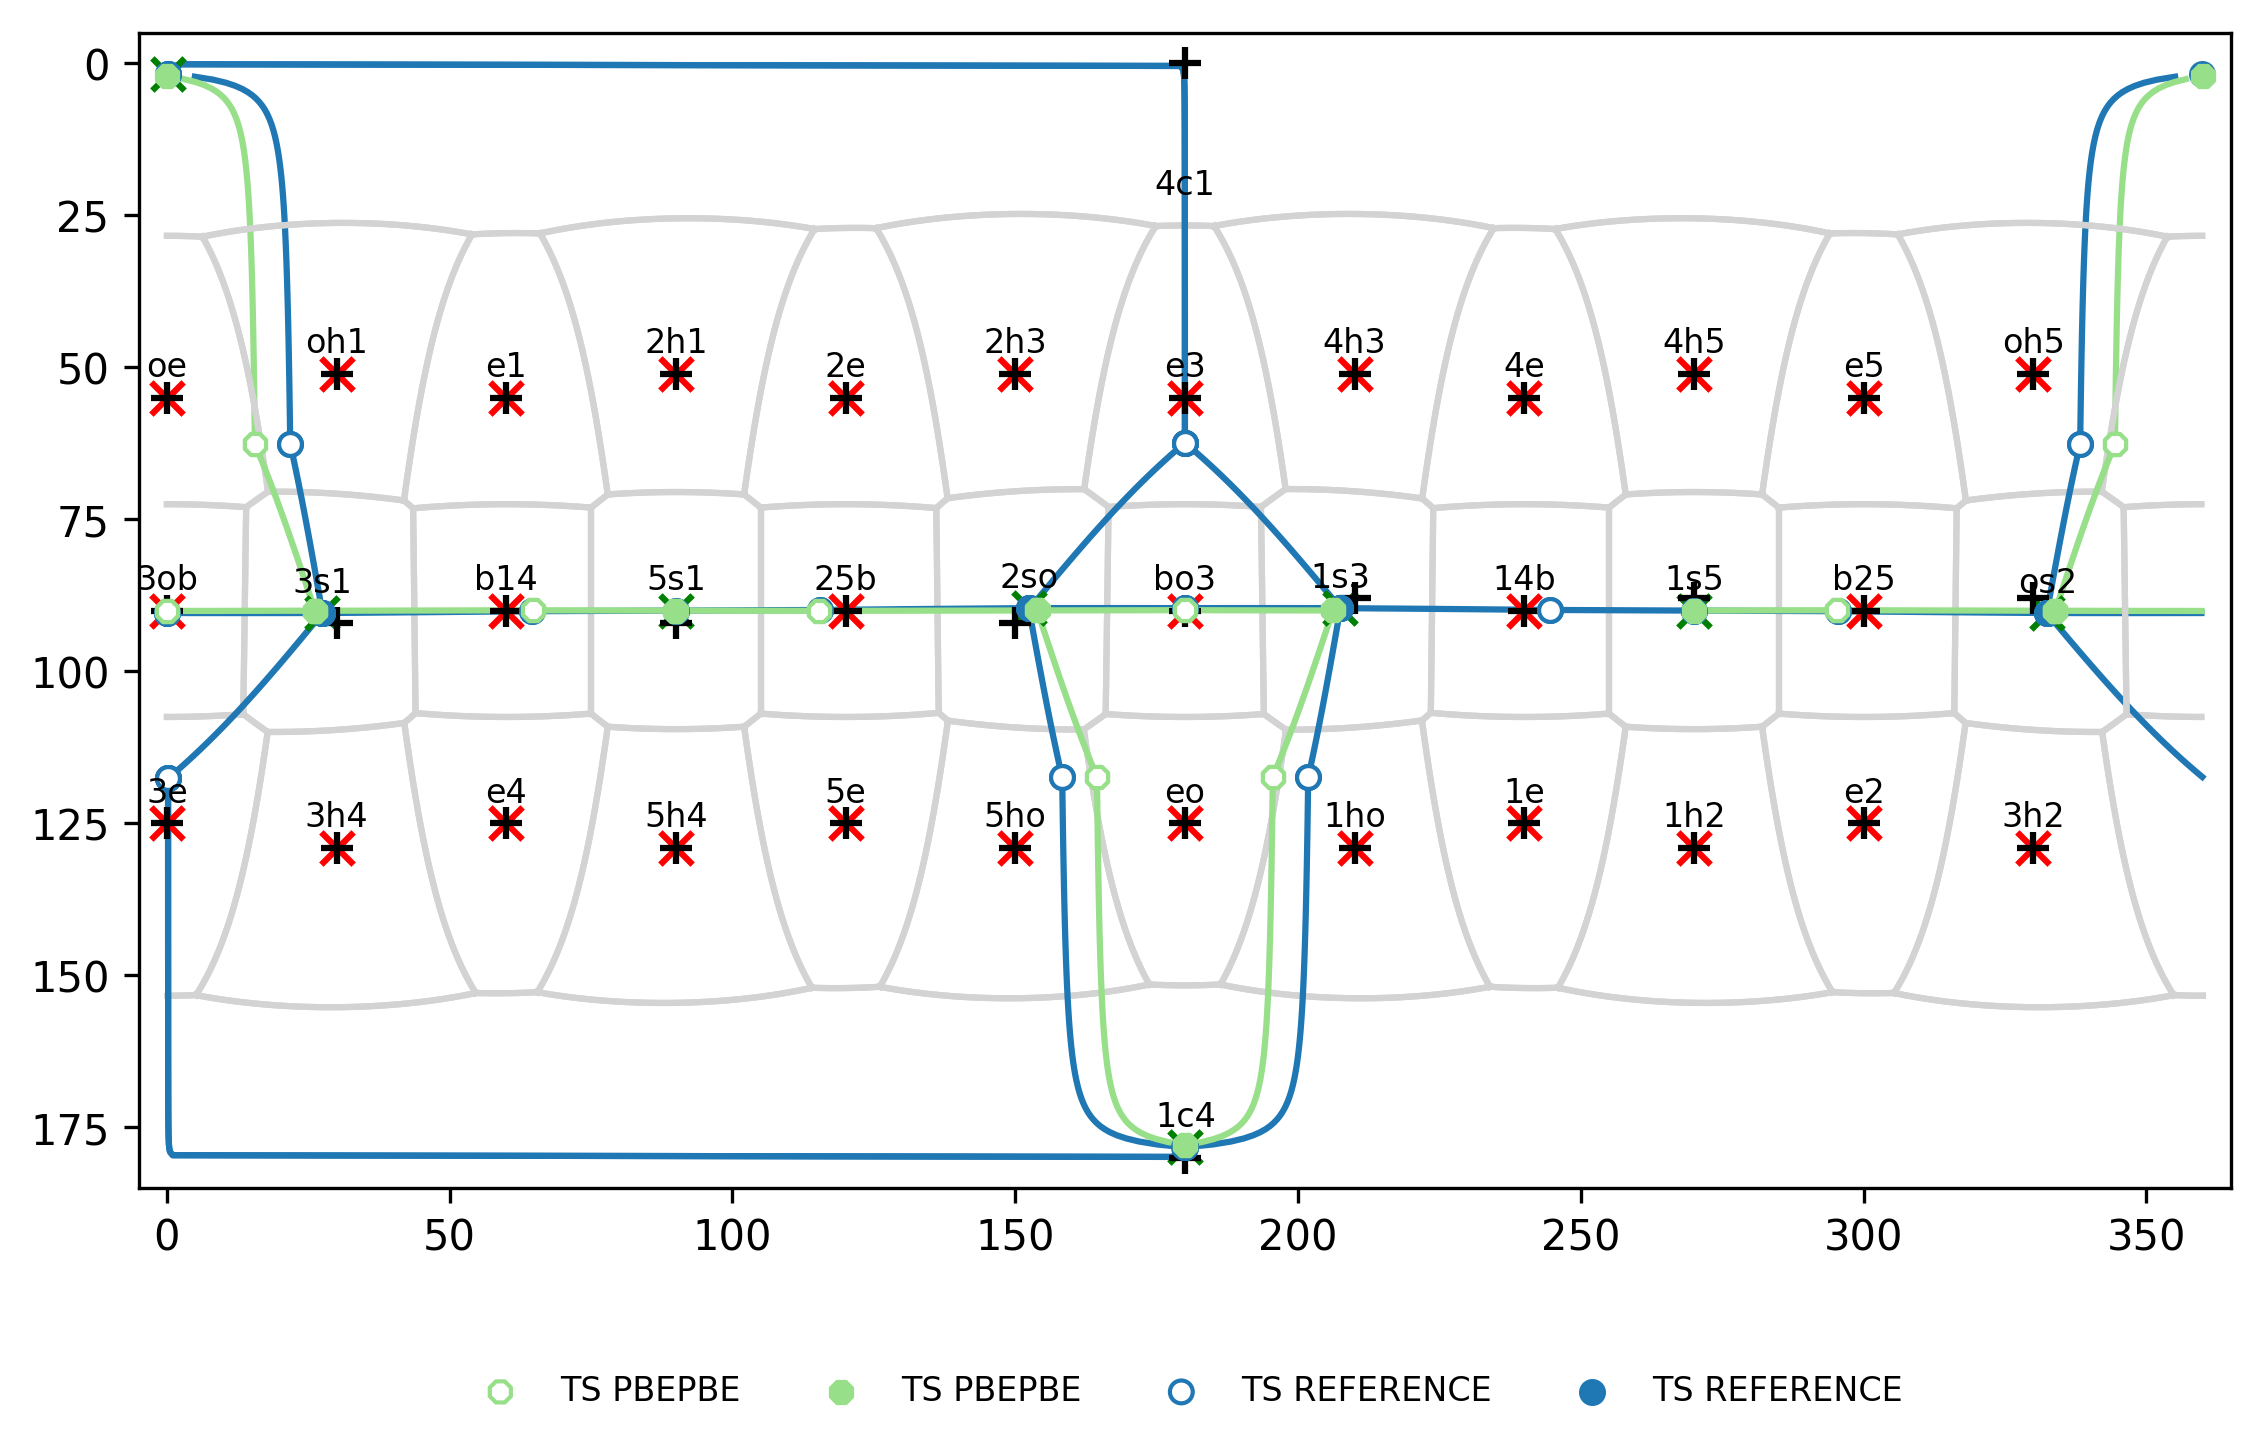 0
4c1
25
oh1 2h1 2h3 4h3 4h5 oh5
oe e1 2e e3 4e e5
50
75
3ob 3s1 b14 5s1 25b 2so bo3 1s3 14b 1s5 b25 os2
100
3e e4 5e eo 1e e2
125
3h4 5h4 5ho 1ho 1h2 3h2
150
1c4
175
0 50 100 150 200 250 300 350
TS PBEPBE TS PBEPBE TS REFERENCE TS REFERENCE